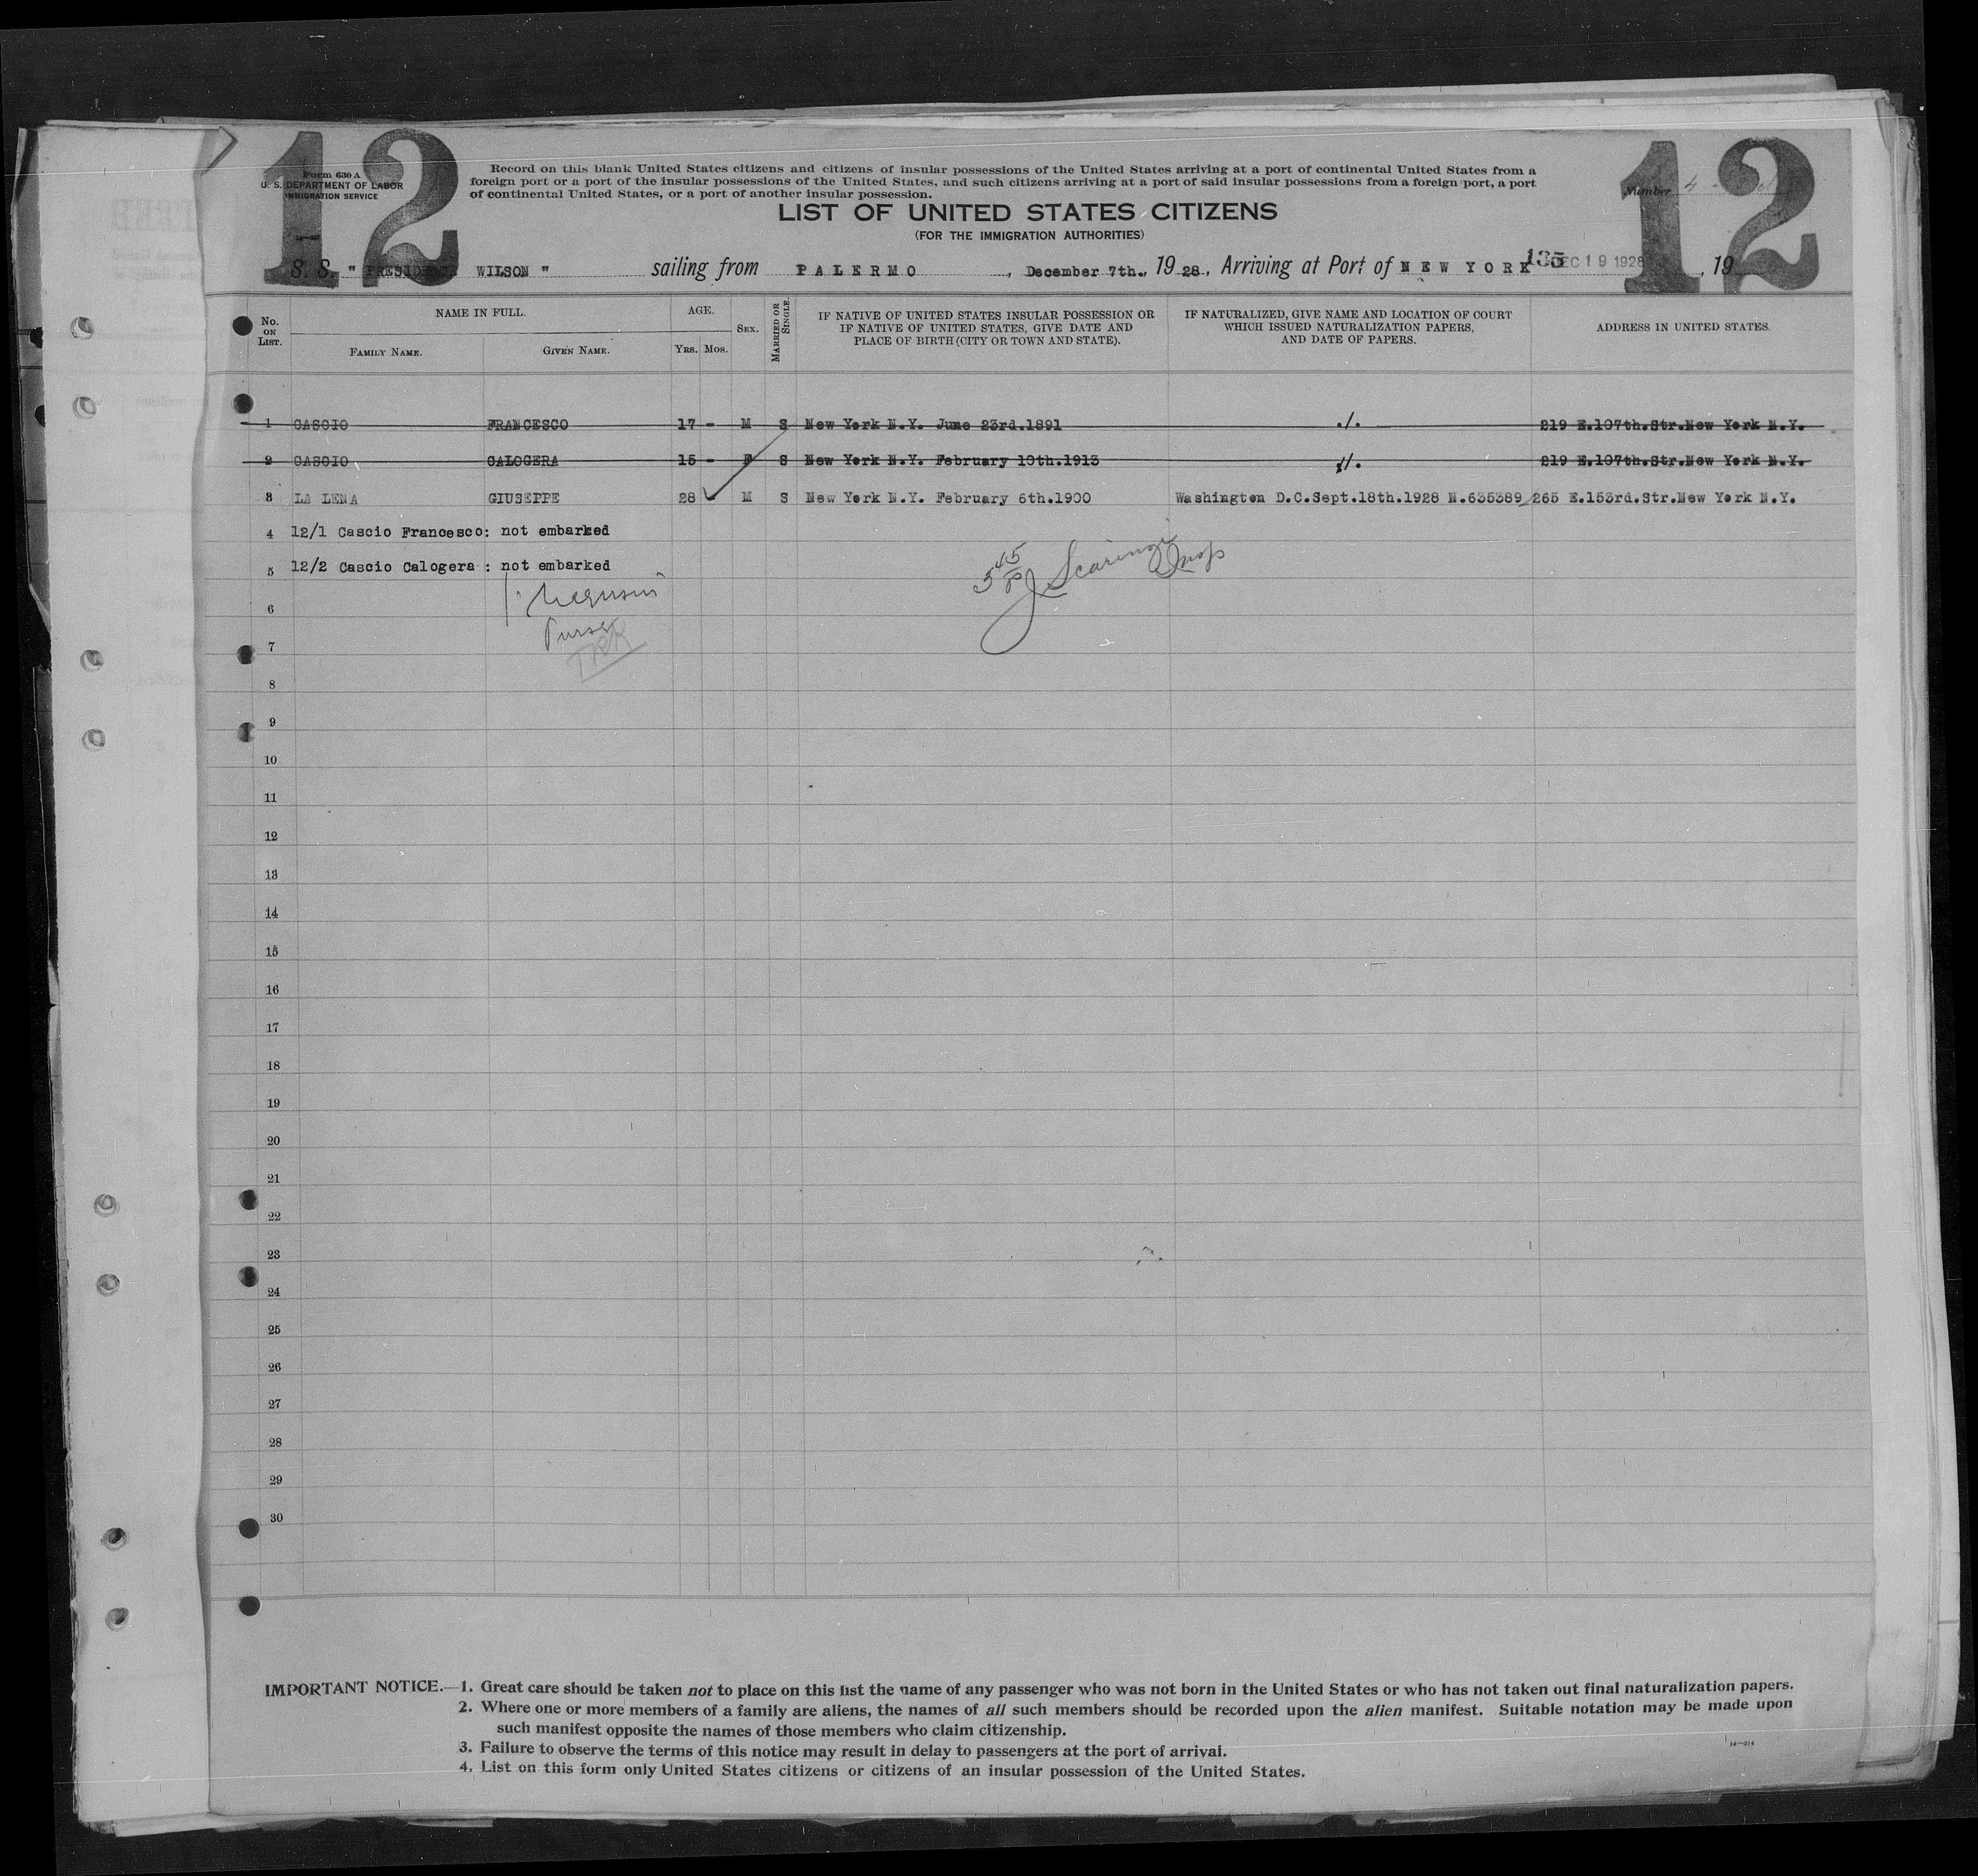 12
12
Form 630 A
U. S. DEPARTMENT OF LABOR
IMMIGRATION SERVICE
Record on this blank United States citizens and citizens of insular possessions of the United States arriving at a port of continental United States from a
foreign port or a port of the insular possessions of the United States, and such citizens arriving at a port of said insular possessions from a foreign port, a port
of continental United States, or a port of another insular possession.
Number 4
LIST OF UNITED STATES CITIZENS
(FOR THE IMMIGRATION AUTHORITIES)
S. S. " PRESIDENTE WILSON " sailing from PALERMO , December 7th., 19 28, Arriving at Port of NEW YORK 135 DEC 19 1928 , 19
No. ON LIST.
NAME IN FULL.
FAMILY NAME.
GIVEN NAME.
AGE.
YRS. MOS.
SEX.
MARRIED OR SINGLE.
IF NATIVE OF UNITED STATES INSULAR POSSESSION OR
IF NATIVE OF UNITED STATES, GIVE DATE AND
PLACE OF BIRTH (CITY OR TOWN AND STATE).
IF NATURALIZED, GIVE NAME AND LOCATION OF COURT
WHICH ISSUED NATURALIZATION PAPERS,
AND DATE OF PAPERS.
ADDRESS IN UNITED STATES.
1 CASCIO FRANCESCO 17 - M S New York N.Y. June 23rd.1891 ./. 219 E.107th.Str.New York N.Y.
2 CASCIO CALOGERA 15 - F S New York N.Y. February 10th.1913 ./. 219 E.107th.Str.New York N.Y.
3 LA LENA GIUSEPPE 28 - M S New York N.Y. February 6th.1900 Washington D.C.Sept.18th.1928 N.635389 265 E.153rd.Str.New York N.Y.
4 12/1 Cascio Francesco: not embarked
5 12/2 Cascio Calogera : not embarked
545 P J Scaringi Insp
6
Purser
7
8
9
10
11
12
13
14
15
16
17
18
19
20
21
22
23
24
25
26
27
28
29
30
IMPORTANT NOTICE.—1. Great care should be taken not to place on this list the name of any passenger who was not born in the United States or who has not taken out final naturalization papers.
2. Where one or more members of a family are aliens, the names of all such members should be recorded upon the alien manifest. Suitable notation may be made upon
such manifest opposite the names of those members who claim citizenship.
3. Failure to observe the terms of this notice may result in delay to passengers at the port of arrival.
4. List on this form only United States citizens or citizens of an insular possession of the United States.